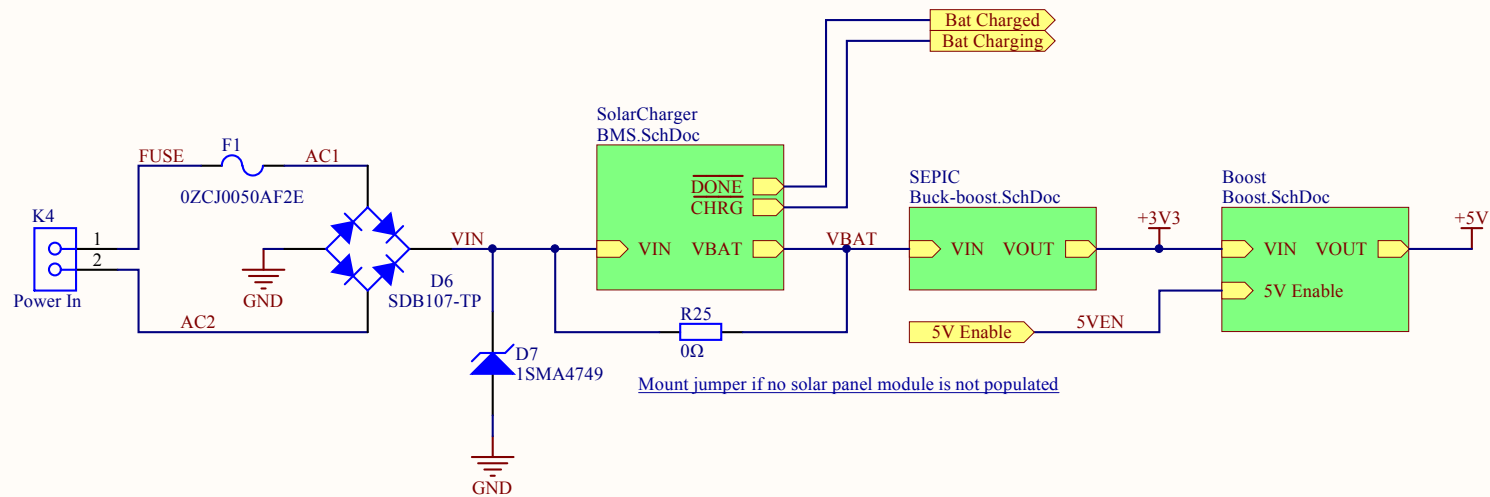 Bat Charged
Bat Charging
SolarCharger
BMS.SchDoc
FUSE
F1
AC1
0ZCJ0050AF2E
DONE
CHRG
SEPIC
Buck-boost.SchDoc
Boost
Boost.SchDoc
+3V3
+5V
K4
1
2
Power In
VIN
VIN
VBAT
VBAT
VIN
VOUT
VIN
VOUT
GND
D6
SDB107-TP
5V Enable
AC2
R25
0Ω
5V Enable
5VEN
D7
1SMA4749
Mount jumper if no solar panel module is not populated
GND